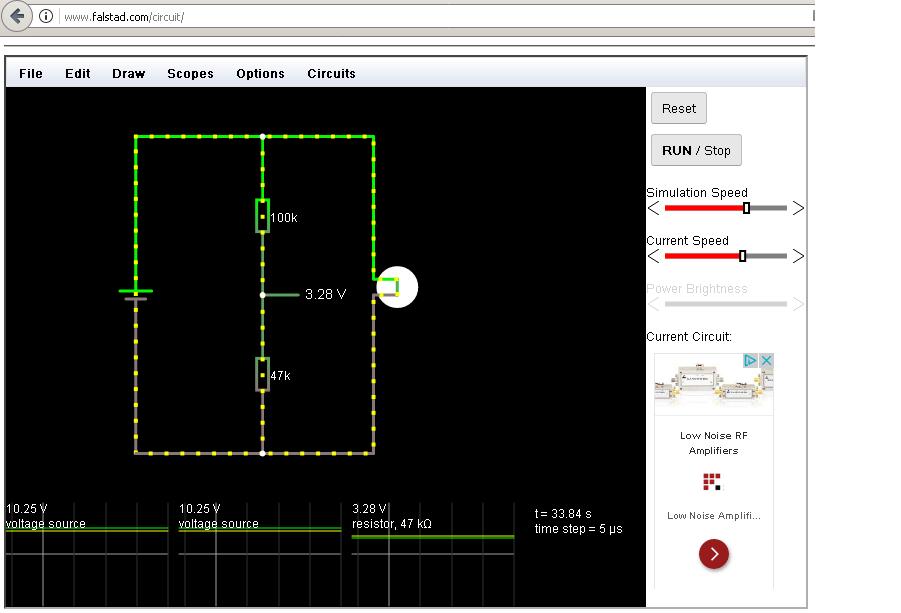 www.falstad.com/circuit/
File Edit Draw Scopes Options Circuits
Reset
RUN / Stop
Simulation Speed
Current Speed
Power Brightness
Current Circuit:
Low Noise RF
Amplifiers
Low Noise Amplifi...
100k
3.28 V
47k
10.25 V
voltage source
10.25 V
voltage source
3.28 V
resistor, 47 kΩ
t = 33.84 s
time step = 5 µs